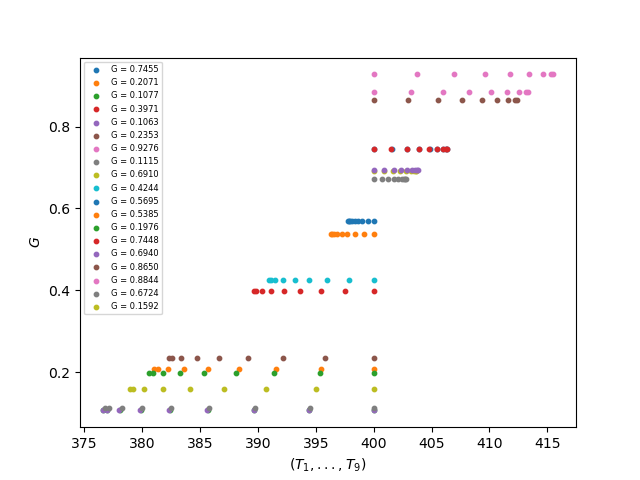 G = 0.7455
G = 0.2071
G = 0.1077
G = 0.3971
G = 0.1063
G = 0.2353
G = 0.9276
G = 0.1115
G = 0.6910
G = 0.4244
G = 0.5695
G = 0.5385
G = 0.1976
G = 0.7448
G = 0.6940
G = 0.8650
G = 0.8844
G = 0.6724
G = 0.1592
0.8
0.6
0.4
0.2
G
375 380 385 390 395 400 405 410 415
(T₁, . . . , T₉)